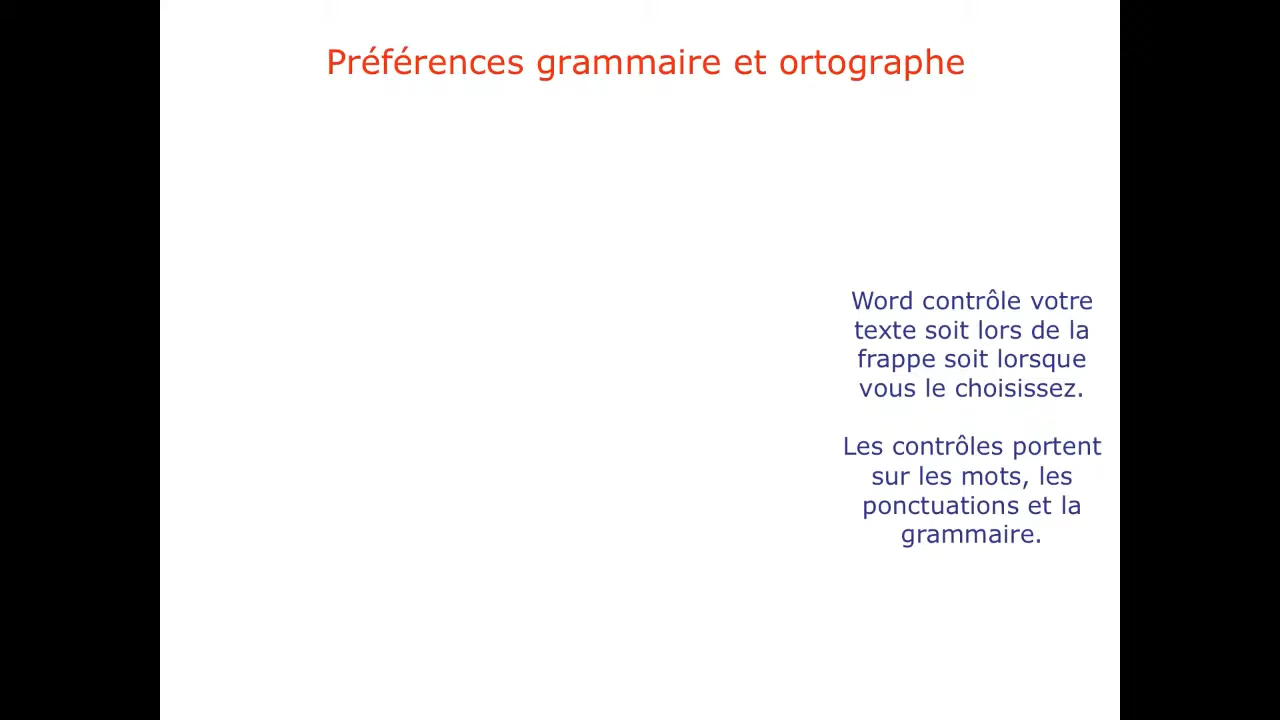 Préférences grammaire et ortographe
Word contrôle votre
texte soit lors de la
frappe soit lorsque
vous le choisissez.
Les contrôles portent
sur les mots, les
ponctuations et la
grammaire.